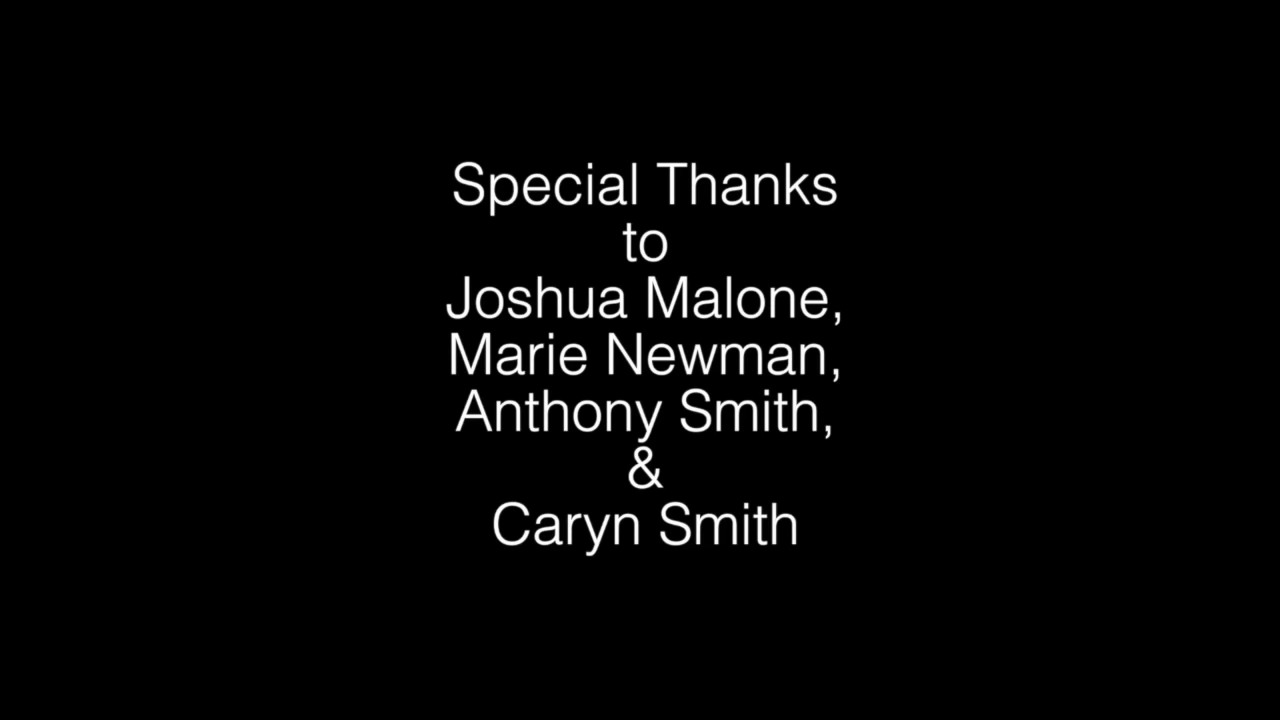 Special Thanks
to
Joshua Malone,
Marie Newman,
Anthony Smith,
&
Caryn Smith